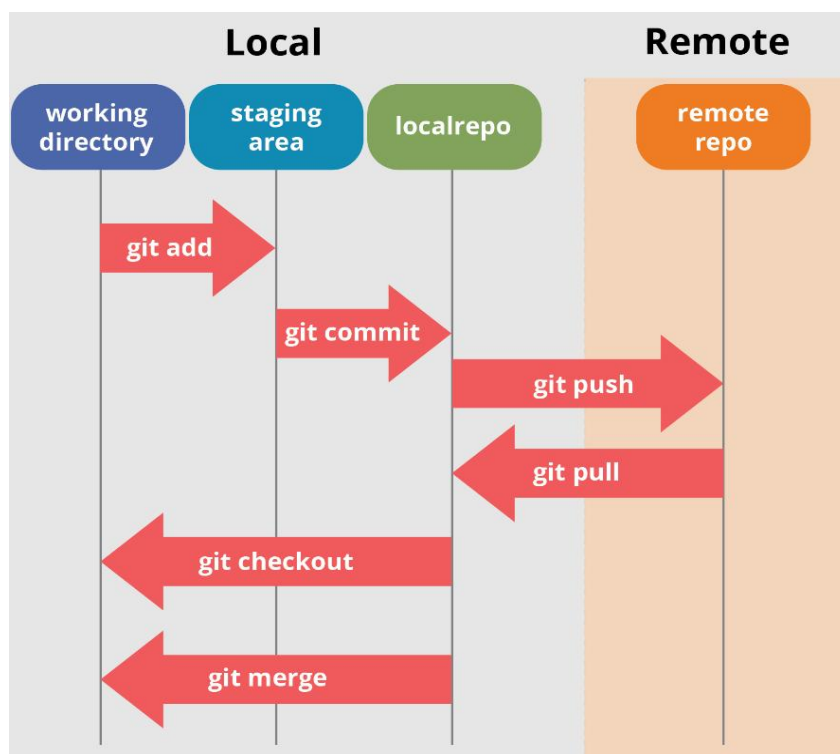 Local
Remote
working
directory
staging
area
localrepo
remote
repo
git add
git commit
git push
git pull
git checkout
git merge